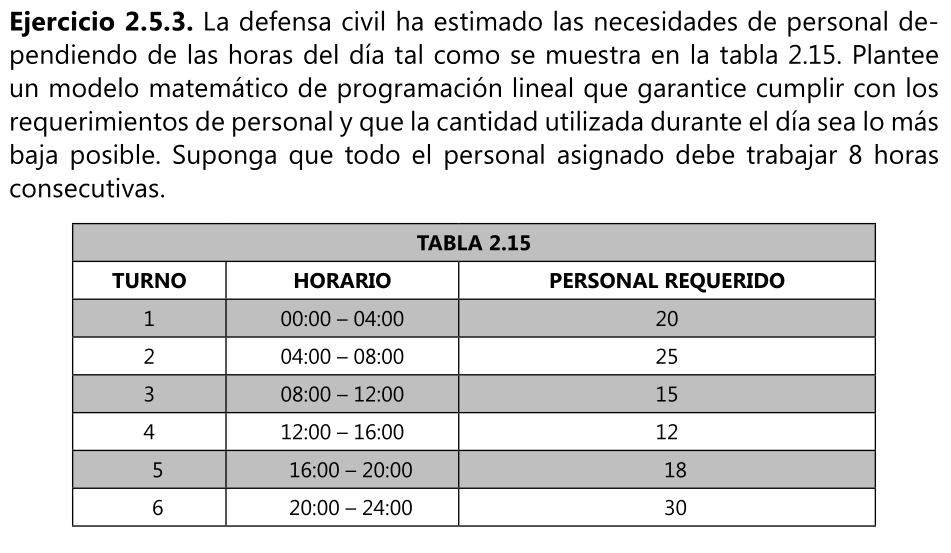 Ejercicio 2.5.3. La defensa civil ha estimado las necesidades de personal de-
pendiendo de las horas del día tal como se muestra en la tabla 2.15. Plantee
un modelo matemático de programación lineal que garantice cumplir con los
requerimientos de personal y que la cantidad utilizada durante el día sea lo más
baja posible. Suponga que todo el personal asignado debe trabajar 8 horas
consecutivas.
TABLA 2.15
TURNO HORARIO PERSONAL REQUERIDO
1 00:00 – 04:00 20
2 04:00 – 08:00 25
3 08:00 – 12:00 15
4 12:00 – 16:00 12
5 16:00 – 20:00 18
6 20:00 – 24:00 30